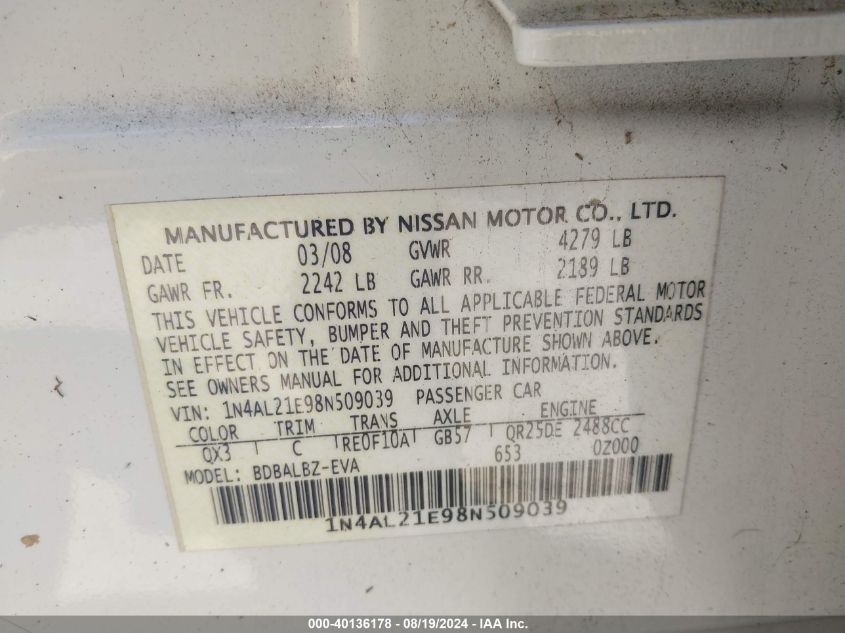 MANUFACTURED BY NISSAN MOTOR CO., LTD.
DATE 03/08 GVWR 4279 LB
GAWR FR. 2242 LB GAWR RR. 2189 LB
THIS VEHICLE CONFORMS TO ALL APPLICABLE FEDERAL MOTOR
VEHICLE SAFETY, BUMPER AND THEFT PREVENTION STANDARDS
IN EFFECT ON THE DATE OF MANUFACTURE SHOWN ABOVE.
SEE OWNERS MANUAL FOR ADDITIONAL INFORMATION.
VIN: 1N4AL21E98N509039 PASSENGER CAR
COLOR TRIM TRANS AXLE ENGINE
QX3 C RE0F10A GB57 QR25DE 2488CC
653 0Z000
MODEL: BDBALBZ-EVA
1N4AL21E98N509039
000-40136178 - 08/19/2024 - IAA Inc.